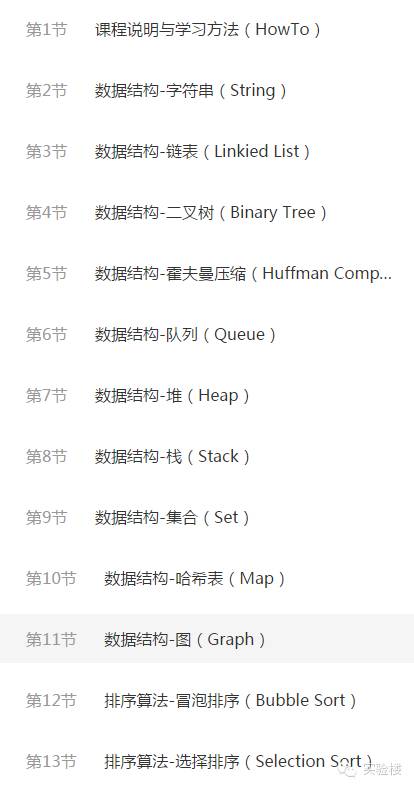 第1节 课程说明与学习方法（HowTo）
第2节 数据结构-字符串（String）
第3节 数据结构-链表（Linkied List）
第4节 数据结构-二叉树（Binary Tree）
第5节 数据结构-霍夫曼压缩（Huffman Comp...
第6节 数据结构-队列（Queue）
第7节 数据结构-堆（Heap）
第8节 数据结构-栈（Stack）
第9节 数据结构-集合（Set）
第10节 数据结构-哈希表（Map）
第11节 数据结构-图（Graph）
第12节 排序算法-冒泡排序（Bubble Sort）
第13节 排序算法-选择排序（Selection Sort）
实验楼